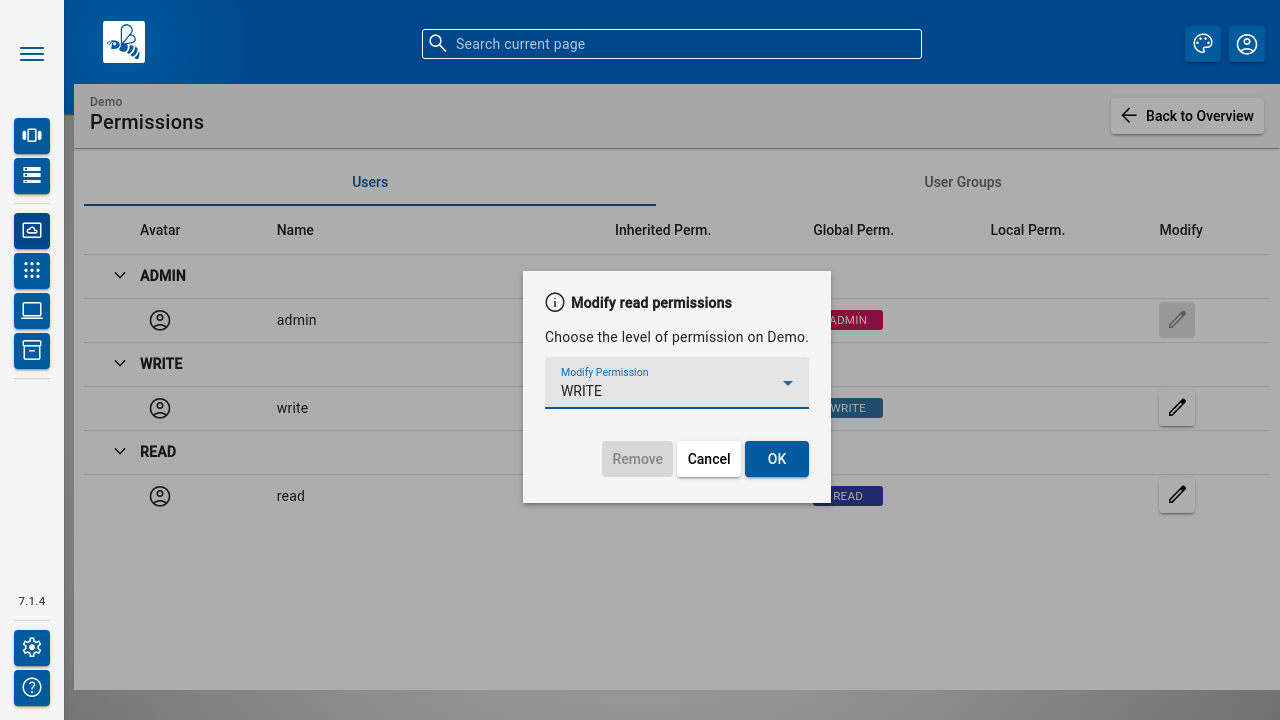 Search current page
Demo
Permissions
Back to Overview
Users
User Groups
Avatar
Name
Inherited Perm.
Global Perm.
Local Perm.
Modify
ADMIN
admin
ADMIN
WRITE
write
WRITE
READ
read
READ
Modify read permissions
Choose the level of permission on Demo.
Modify Permission
WRITE
Remove
Cancel
OK
7.1.4